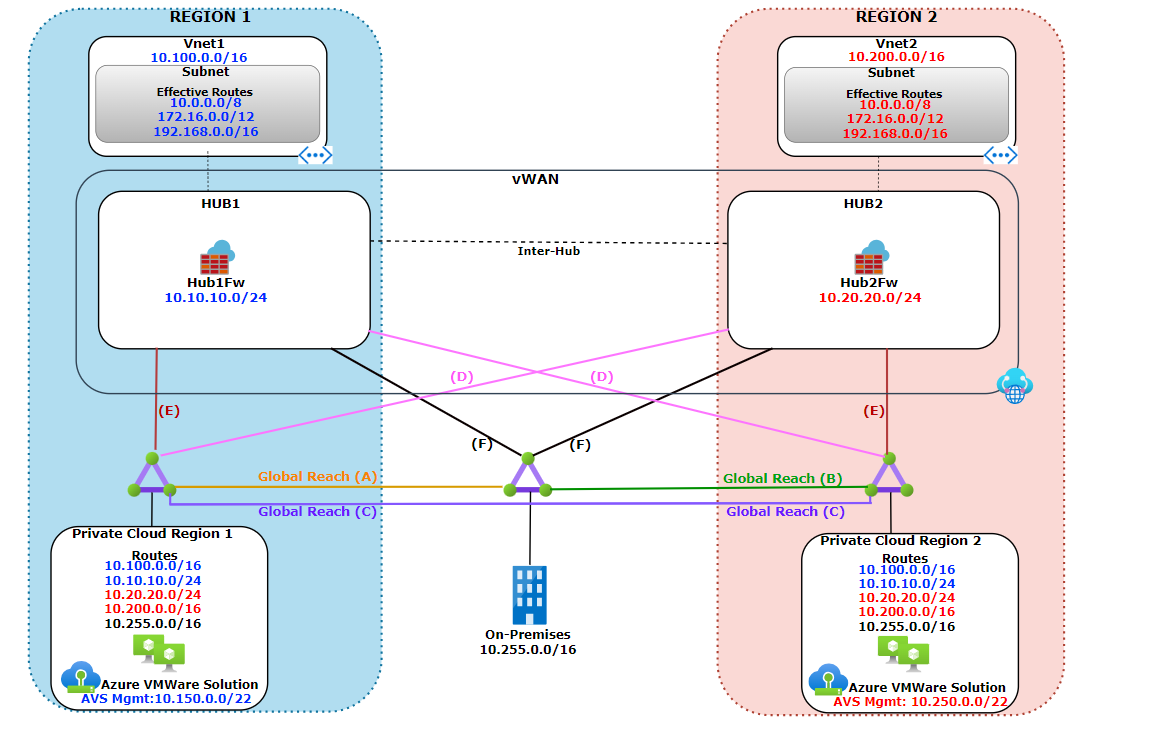 REGION 1
Vnet1
10.100.0.0/16
Subnet
Effective Routes
10.0.0.0/8
172.16.0.0/12
192.168.0.0/16
REGION 2
Vnet2
10.200.0.0/16
Subnet
Effective Routes
10.0.0.0/8
172.16.0.0/12
192.168.0.0/16
vWAN
HUB1
Hub1Fw
10.10.10.0/24
Inter-Hub
HUB2
Hub2Fw
10.20.20.0/24
(D)
(D)
(E)
(E)
(F)
(F)
Global Reach (A)
Global Reach (B)
Global Reach (C)
Global Reach (C)
Private Cloud Region 1
Routes
10.100.0.0/16
10.10.10.0/24
10.20.20.0/24
10.200.0.0/16
10.255.0.0/16
Azure VMWare Solution
AVS Mgmt:10.150.0.0/22
On-Premises
10.255.0.0/16
Private Cloud Region 2
Routes
10.100.0.0/16
10.10.10.0/24
10.20.20.0/24
10.200.0.0/16
10.255.0.0/16
Azure VMWare Solution
AVS Mgmt: 10.250.0.0/22